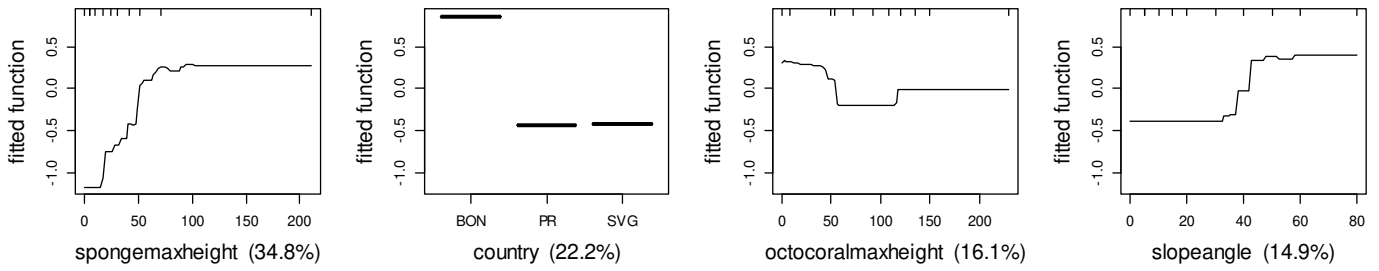 fitted function
0.5
0.0
-0.5
-1.0
0 50 100 150 200
spongemaxheight (34.8%)
fitted function
0.5
0.0
-0.5
-1.0
BON PR SVG
country (22.2%)
fitted function
0.5
0.0
-0.5
-1.0
0 50 100 150 200
octocoralmaxheight (16.1%)
fitted function
0.5
0.0
-0.5
-1.0
0 20 40 60 80
slopeangle (14.9%)